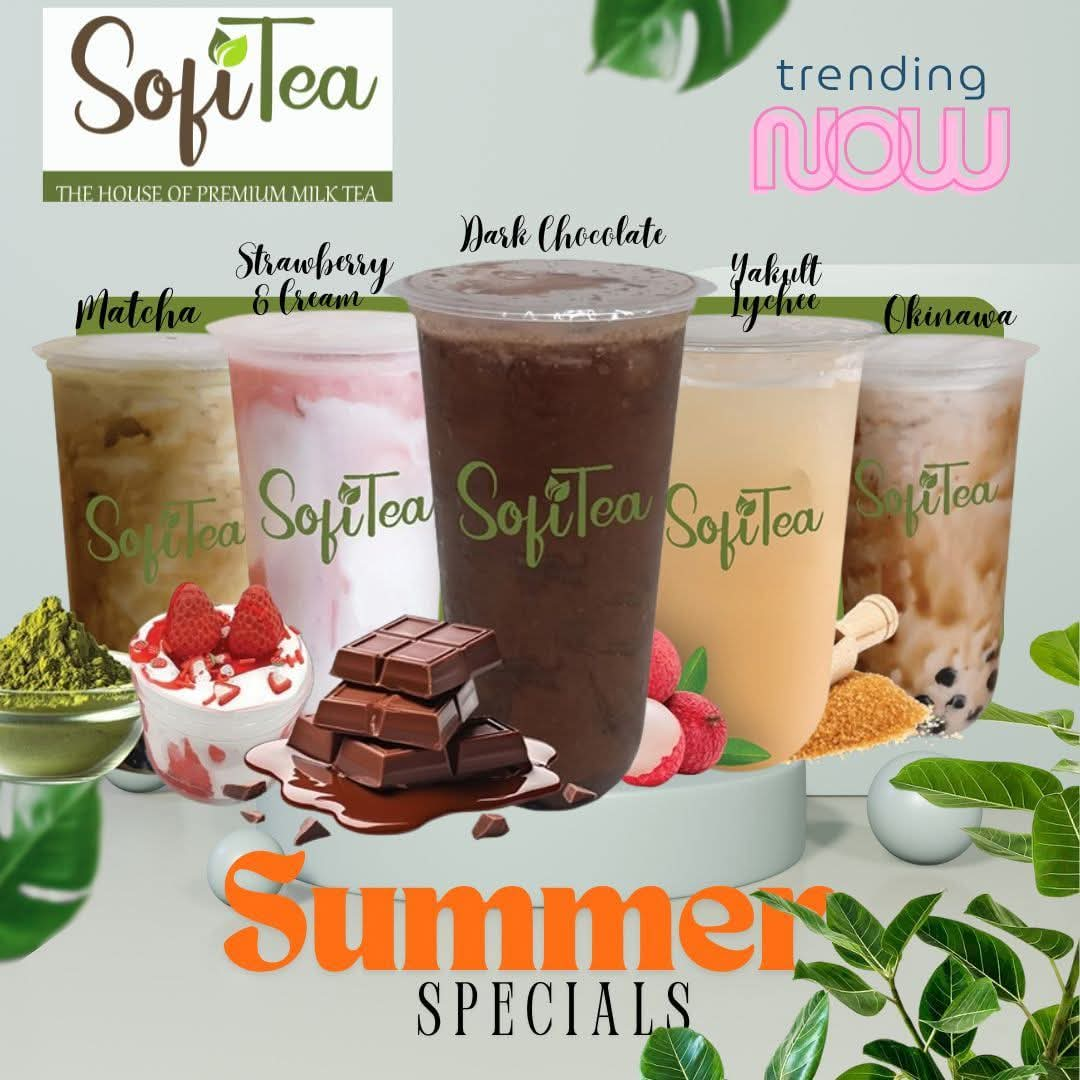 SofiTea
THE HOUSE OF PREMIUM MILK TEA
trending
NOW
Matcha
Strawberry
& Cream
Dark Chocolate
Yakult
Lychee
Okinawa
SofiTea
SofiTea
SofiTea
SofiTea
SofiTea
Summer
SPECIALS